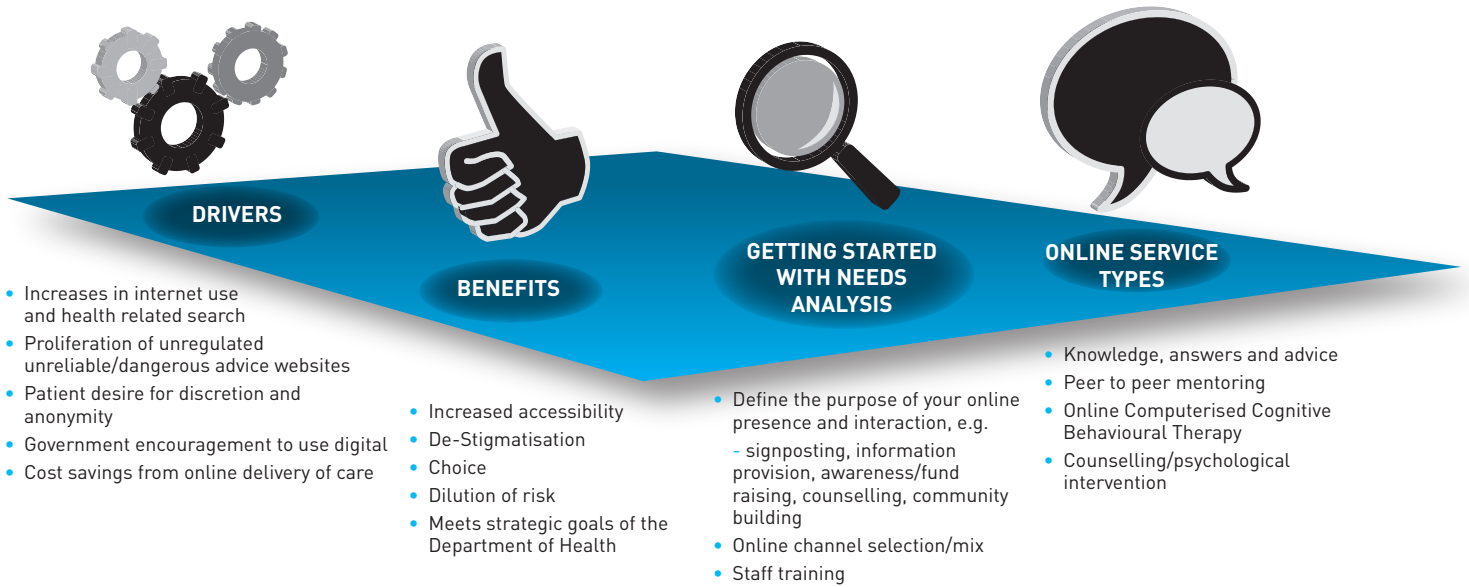 DRIVERS
• Increases in internet use
and health related search
• Proliferation of unregulated
unreliable/dangerous advice websites
• Patient desire for discretion and
anonymity
• Government encouragement to use digital
• Cost savings from online delivery of care
BENEFITS
• Increased accessibility
• De-Stigmatisation
• Choice
• Dilution of risk
• Meets strategic goals of the
Department of Health
GETTING STARTED
WITH NEEDS
ANALYSIS
• Define the purpose of your online
presence and interaction, e.g.
- signposting, information
provision, awareness/fund
raising, counselling, community
building
• Online channel selection/mix
• Staff training
ONLINE SERVICE
TYPES
• Knowledge, answers and advice
• Peer to peer mentoring
• Online Computerised Cognitive
Behavioural Therapy
• Counselling/psychological
intervention